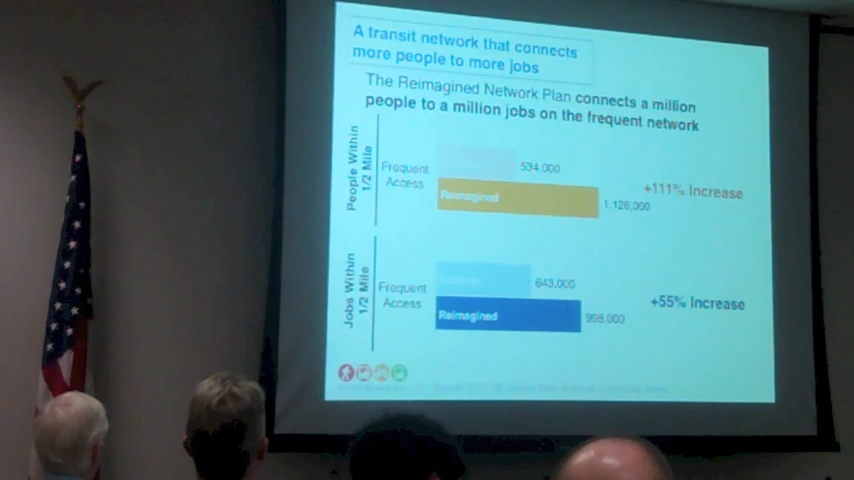 A transit network that connects
more people to more jobs
The Reimagined Network Plan connects a million
people to a million jobs on the frequent network
People Within
1/2 Mile
Frequent
Access
534,000
Reimagined
1,126,000
+111% Increase
Jobs Within
1/2 Mile
Frequent
Access
643,000
Reimagined
998,000
+55% Increase